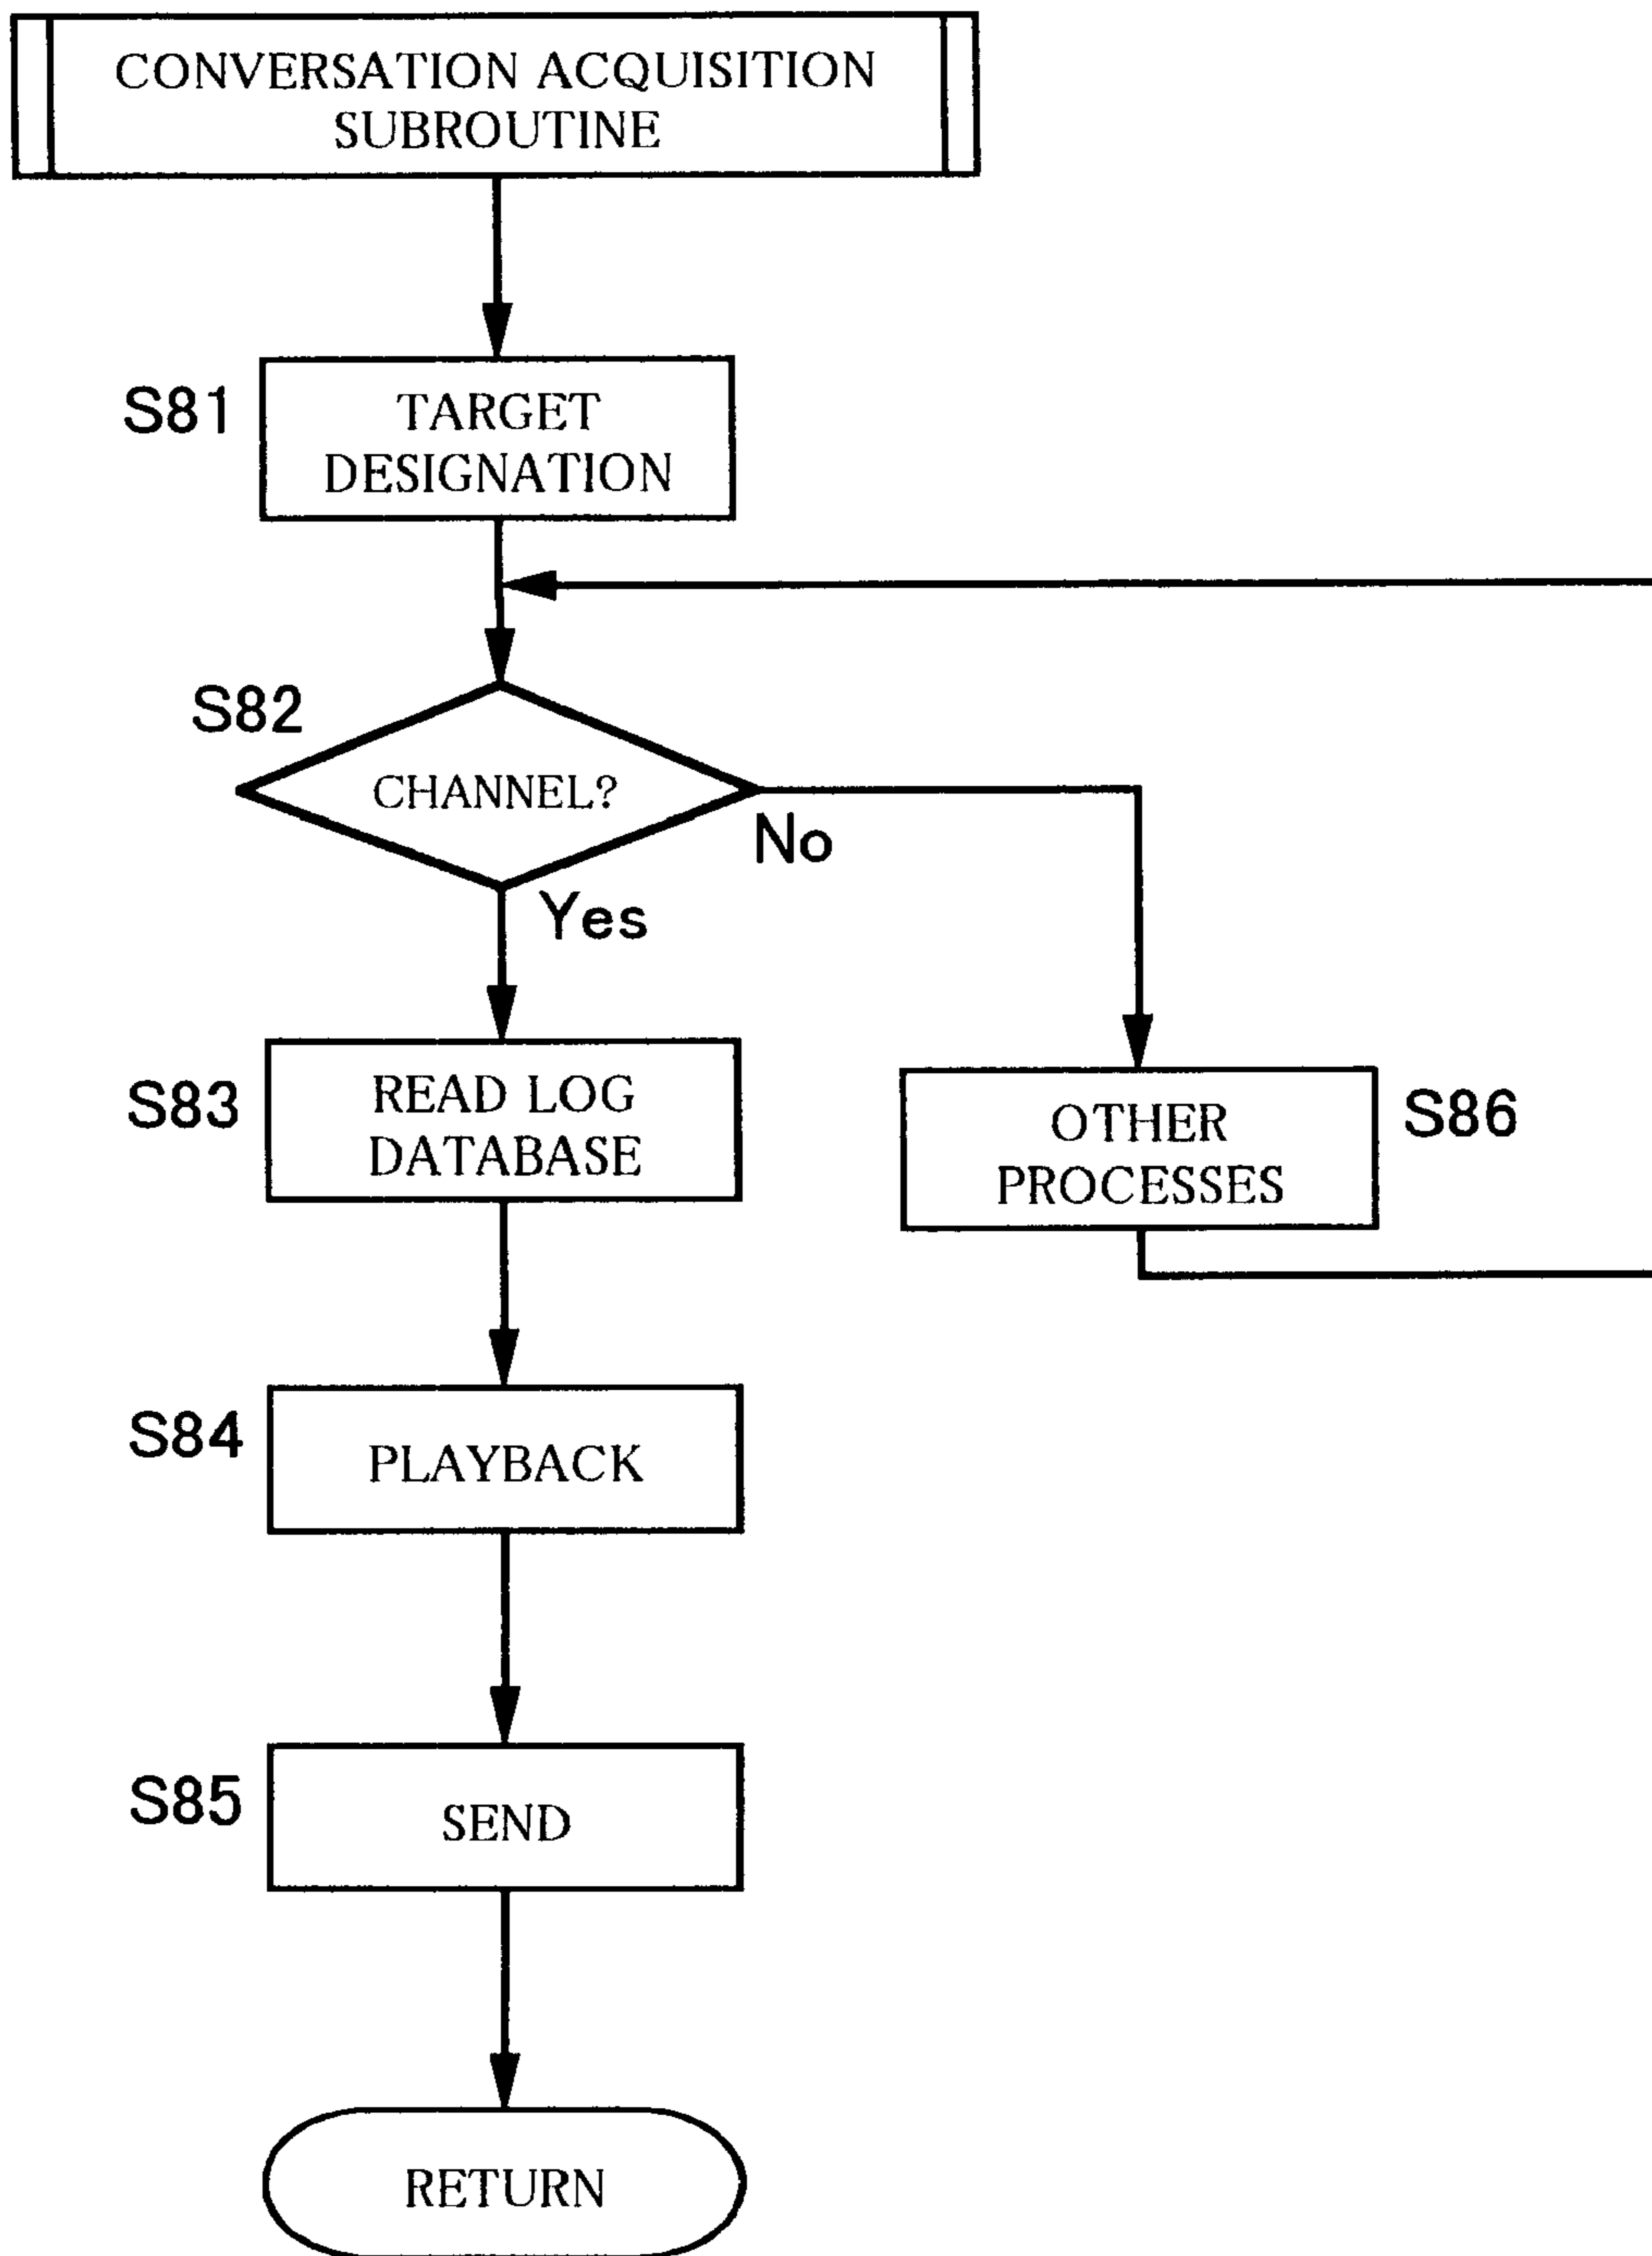 CONVERSATION ACQUISITION
SUBROUTINE
S81
TARGET
DESIGNATION
S82
CHANNEL?
No
Yes
S83
READ LOG
DATABASE
OTHER
PROCESSES
S86
S84
PLAYBACK
S85
SEND
RETURN